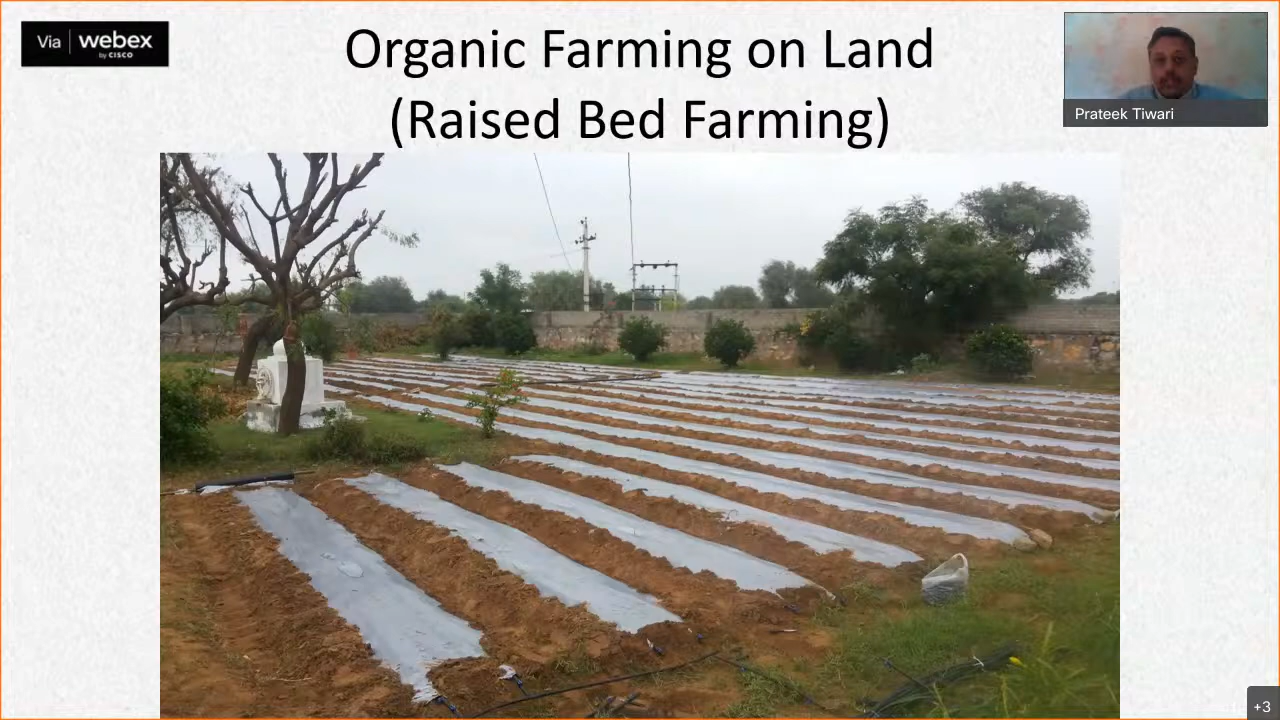 Via webex
by CISCO
Organic Farming on Land
(Raised Bed Farming)
Prateek Tiwari
+3